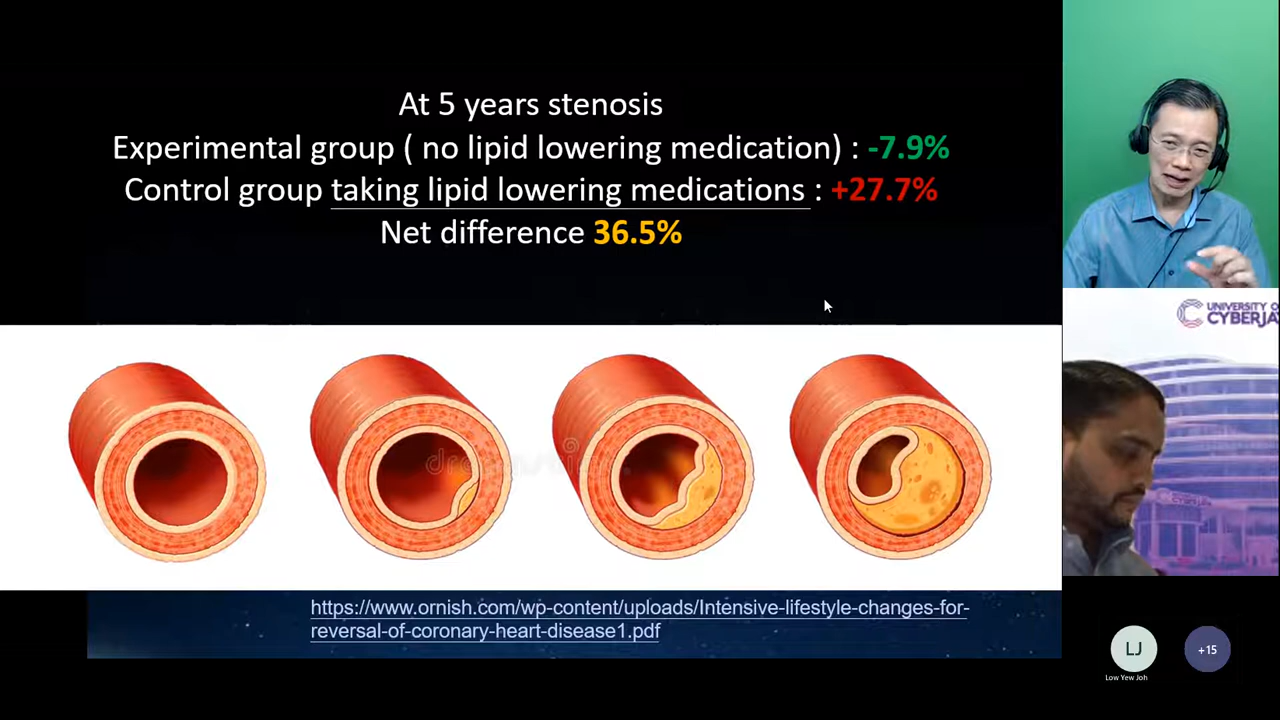 At 5 years stenosis
Experimental group ( no lipid lowering medication) : -7.9%
Control group taking lipid lowering medications : +27.7%
Net difference 36.5%
https://www.ornish.com/wp-content/uploads/Intensive-lifestyle-changes-for-
reversal-of-coronary-heart-disease1.pdf
UNIVERSITY O
CYBERJA
LJ
+15
Low Yew Joh